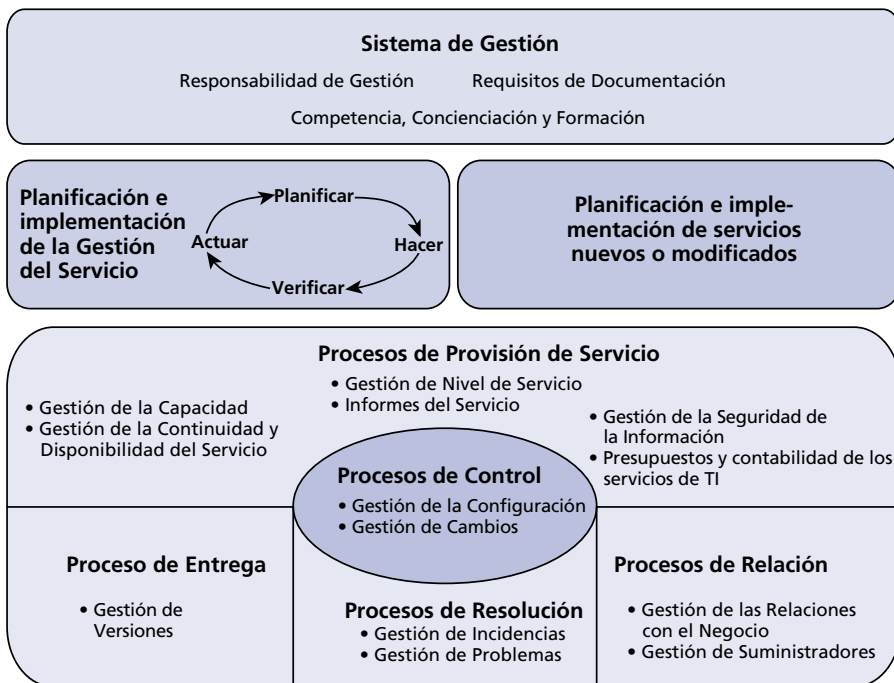 Sistema de Gestión
Responsabilidad de Gestión Requisitos de Documentación
Competencia, Concienciación y Formación
Planificación e
implementación
de la Gestión
del Servicio
Planificar
Actuar
Hacer
Verificar
Planificación e imple-
mentación de servicios
nuevos o modificados
Procesos de Provisión de Servicio
• Gestión de la Capacidad
• Gestión de la Continuidad y
Disponibilidad del Servicio
• Gestión de Nivel de Servicio
• Informes del Servicio
• Gestión de la Seguridad de
la Información
• Presupuestos y contabilidad de los
servicios de TI
Procesos de Control
• Gestión de la Configuración
• Gestión de Cambios
Proceso de Entrega
• Gestión de
Versiones
Procesos de Resolución
• Gestión de Incidencias
• Gestión de Problemas
Procesos de Relación
• Gestión de las Relaciones
con el Negocio
• Gestión de Suministradores